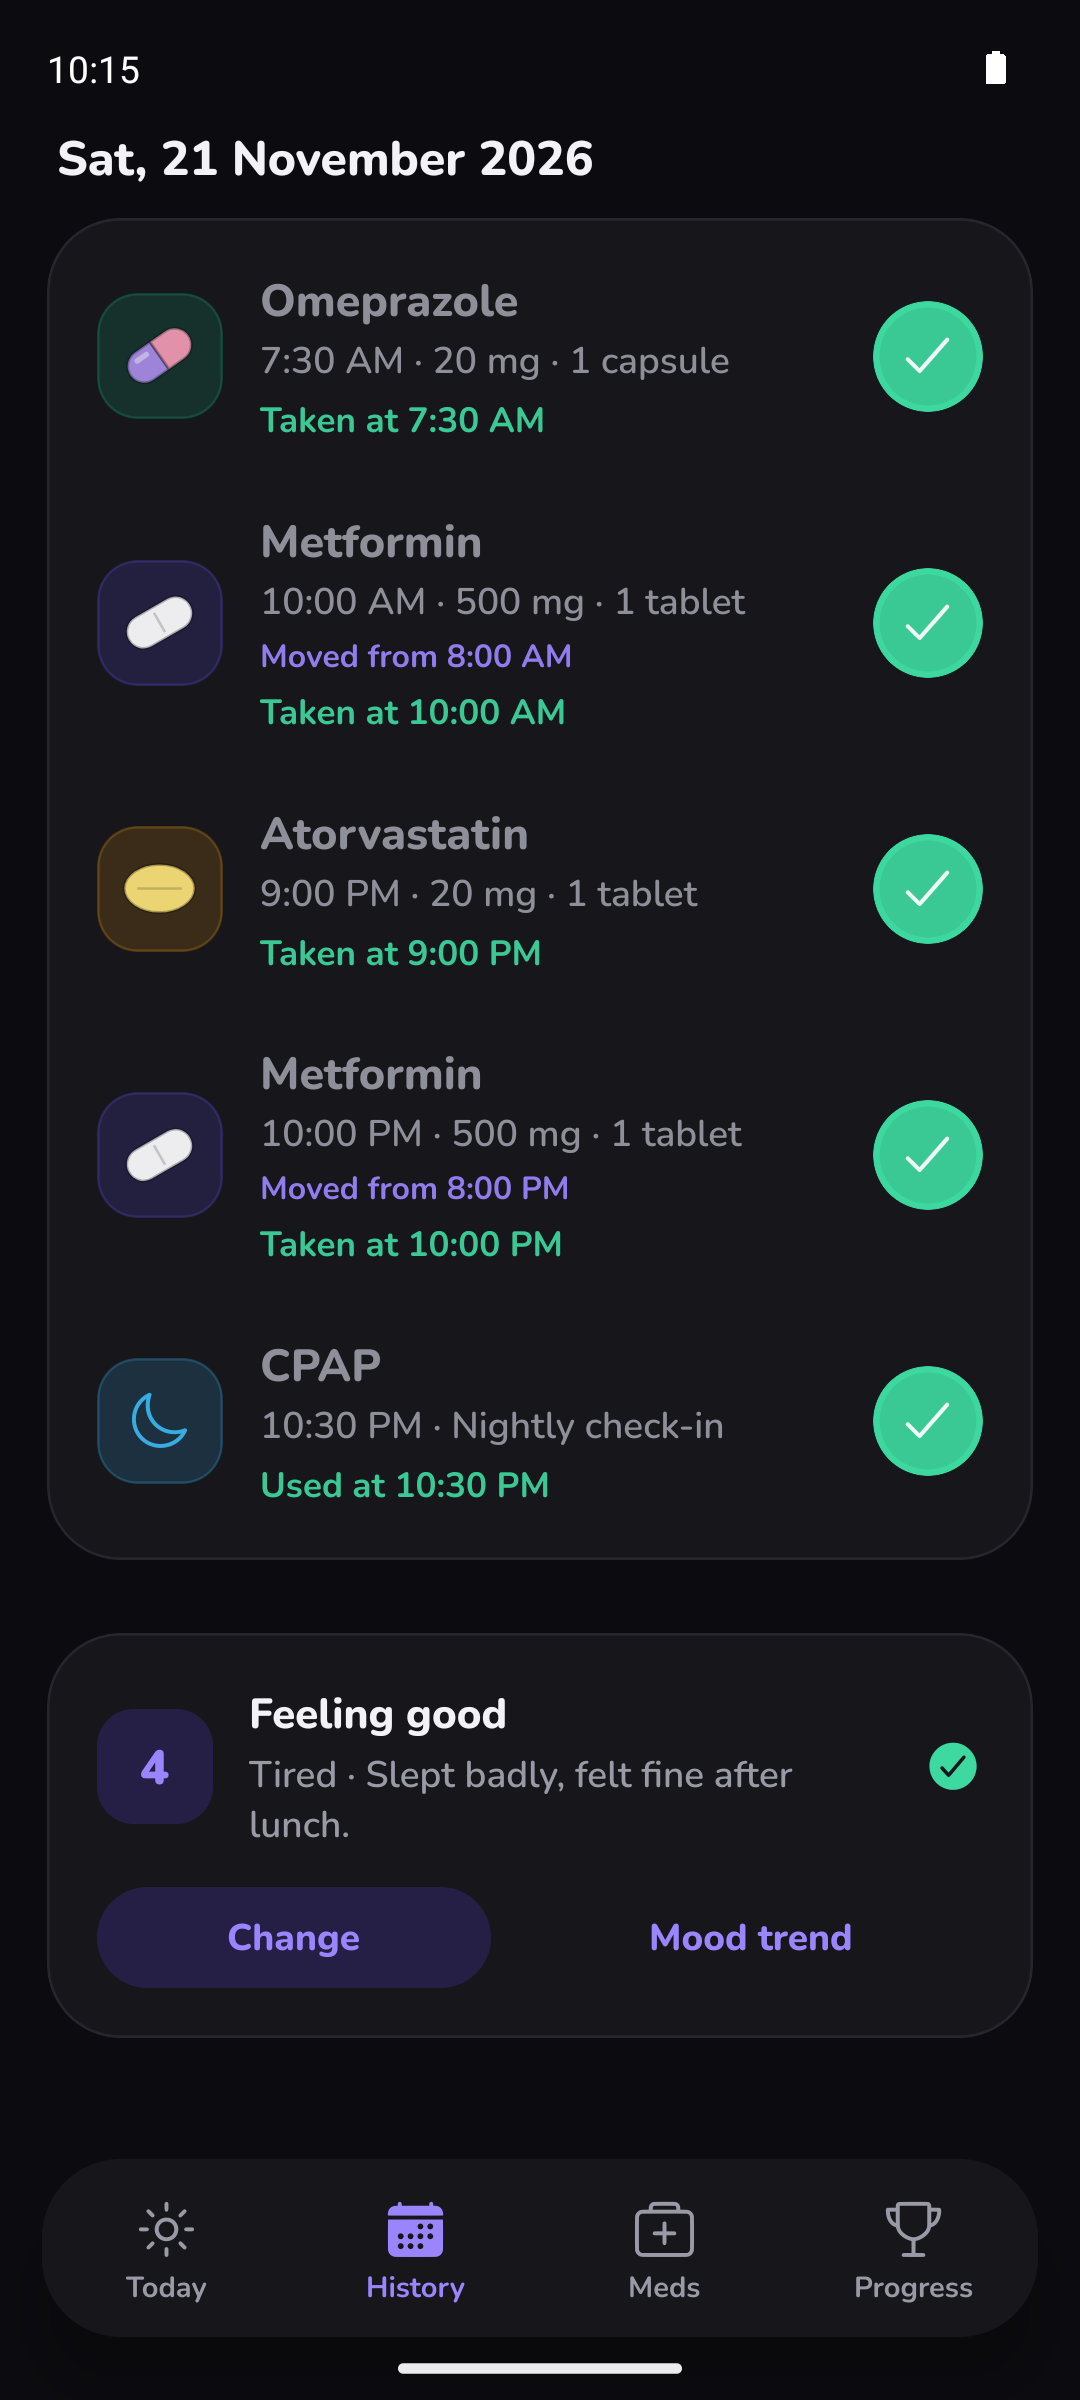 10:15
Sat, 21 November 2026
Omeprazole
7:30 AM · 20 mg · 1 capsule
Taken at 7:30 AM
Metformin
10:00 AM · 500 mg · 1 tablet
Moved from 8:00 AM
Taken at 10:00 AM
Atorvastatin
9:00 PM · 20 mg · 1 tablet
Taken at 9:00 PM
Metformin
10:00 PM · 500 mg · 1 tablet
Moved from 8:00 PM
Taken at 10:00 PM
CPAP
10:30 PM · Nightly check-in
Used at 10:30 PM
4
Feeling good
Tired · Slept badly, felt fine after
lunch.
Change
Mood trend
Today
History
Meds
Progress